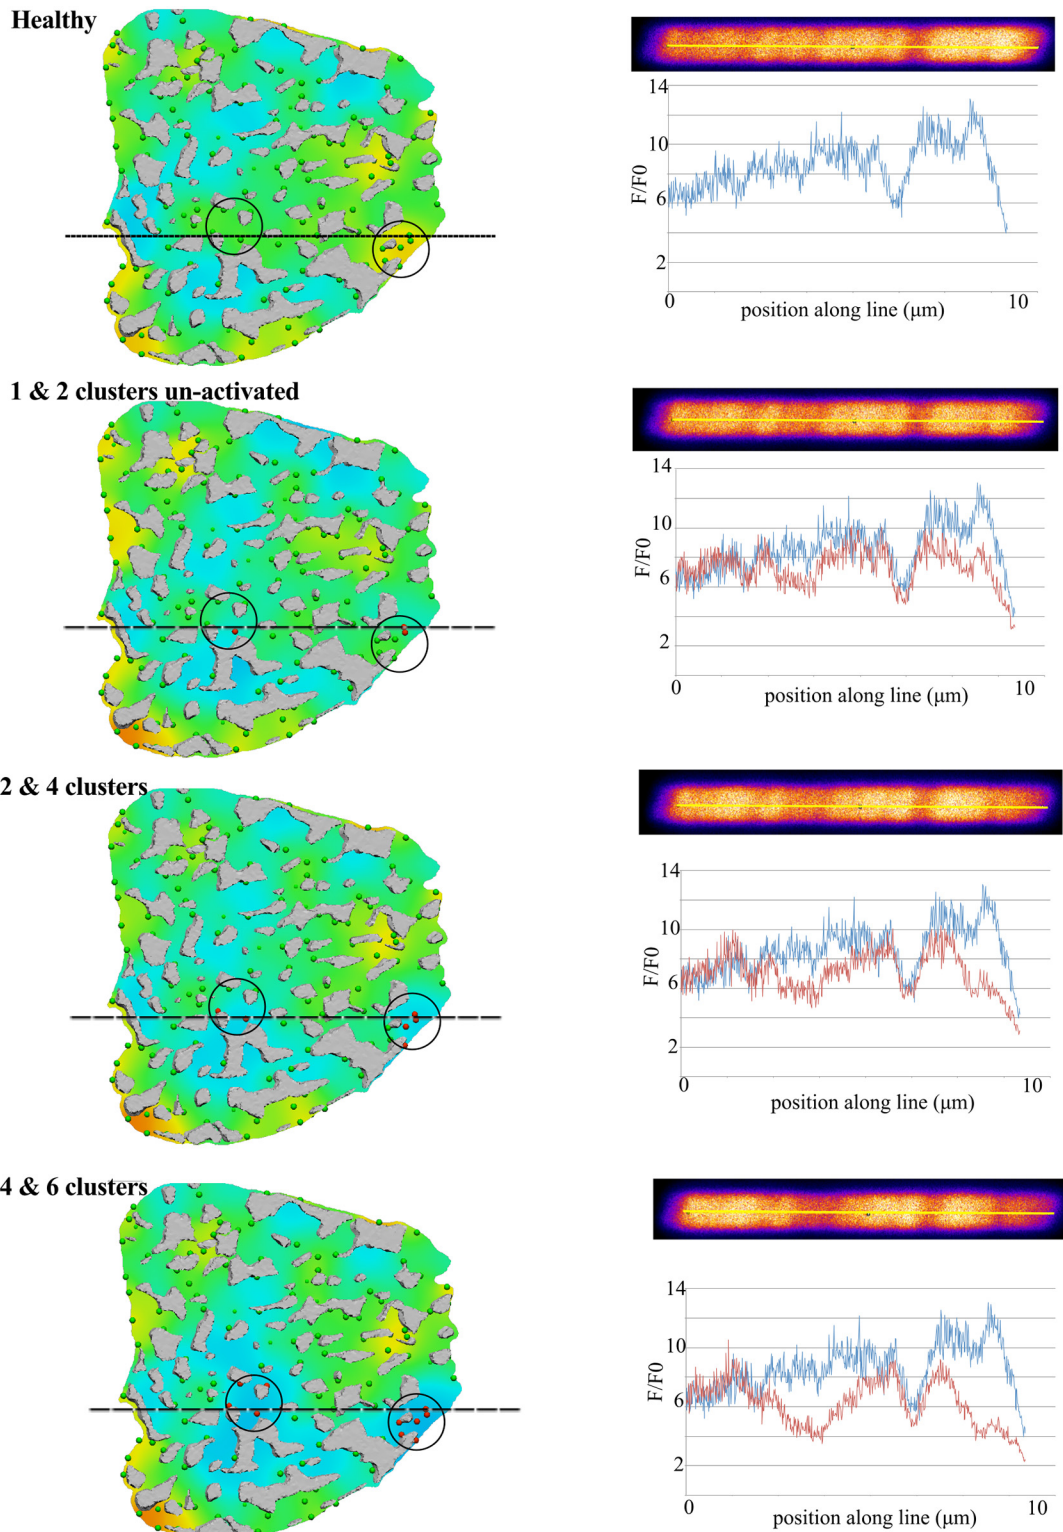 Healthy
14
10
6
2
F/F0
0
10
position along line (μm)
1 & 2 clusters un-activated
14
10
6
2
F/F0
0
10
position along line (μm)
2 & 4 clusters
14
10
6
2
F/F0
0
10
position along line (μm)
4 & 6 clusters
14
10
6
2
F/F0
0
10
position along line (μm)